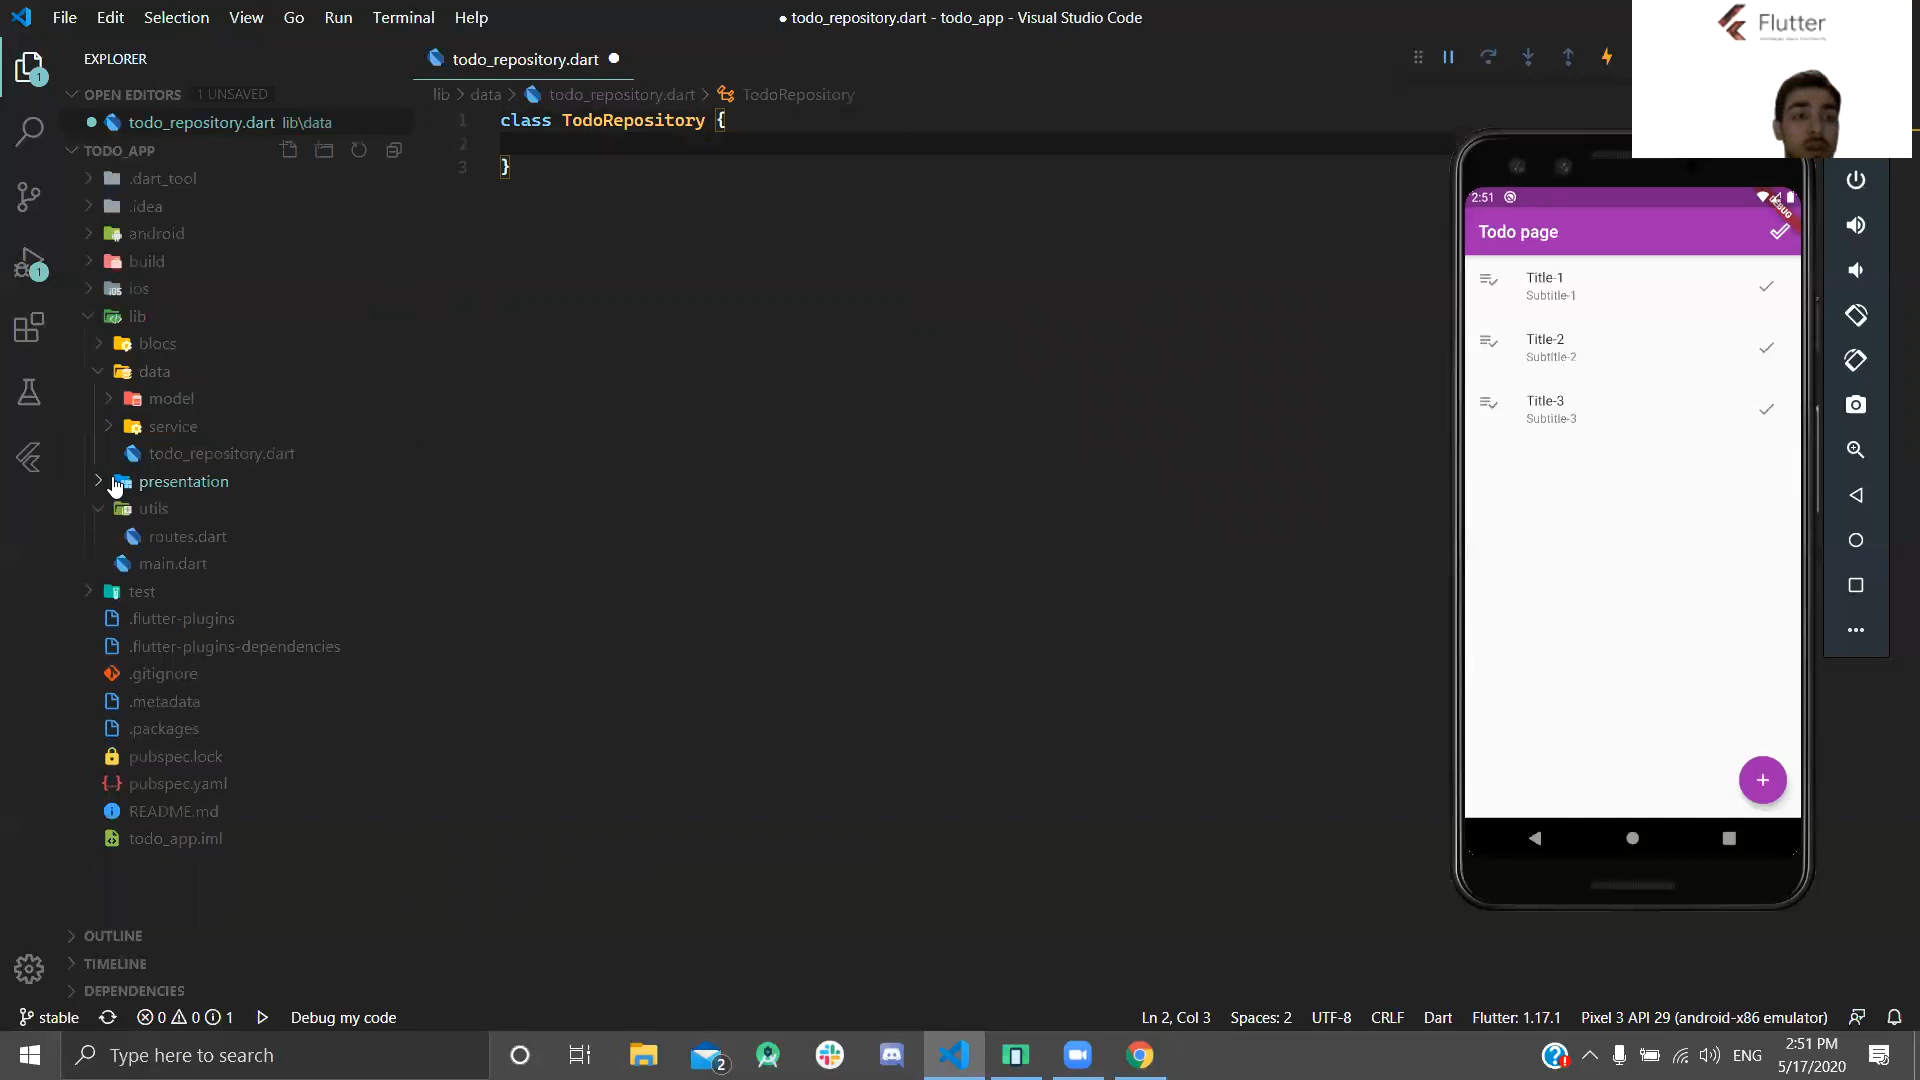 File Edit Selection View Go Run Terminal Help
● todo_repository.dart - todo_app - Visual Studio Code
Flutter
EXPLORER
OPEN EDITORS 1 UNSAVED
todo_repository.dart lib\data
TODO_APP
.dart_tool
.idea
android
build
ios
lib
blocs
data
model
service
todo_repository.dart
presentation
utils
routes.dart
main.dart
test
.flutter-plugins
.flutter-plugins-dependencies
.gitignore
.metadata
.packages
pubspec.lock
pubspec.yaml
README.md
todo_app.iml
OUTLINE
TIMELINE
DEPENDENCIES
1
1
todo_repository.dart
lib > data > todo_repository.dart > TodoRepository
1 class TodoRepository {
2
3 }
2:51
DEBUG
Todo page
Title-1
Subtitle-1
Title-2
Subtitle-2
Title-3
Subtitle-3
stable 0 0 1 Debug my code
Ln 2, Col 3 Spaces: 2 UTF-8 CRLF Dart Flutter: 1.17.1 Pixel 3 API 29 (android-x86 emulator)
Type here to search
2
ENG
2:51 PM
5/17/2020